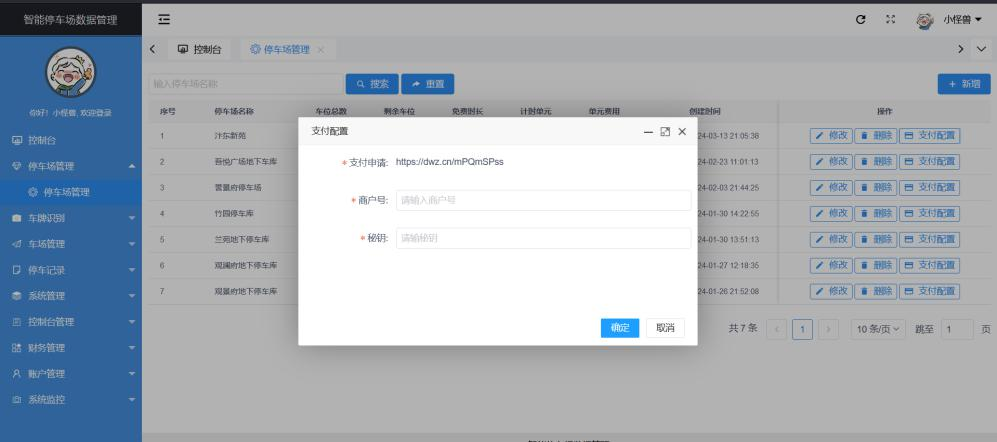 智能停车场数据管理
小怪兽
控制台
停车场管理
你好！小怪兽,欢迎登录
控制台
停车场管理
停车场管理
车牌识别
车场管理
停车记录
系统管理
控制台管理
财务管理
账户管理
系统监控
输入停车场名称
搜索
重置
+ 新增
序号 停车场名称 车位总数 剩余车位 免费时长 计时单元 单元费用 创建时间 操作
1 汴东新苑 24-03-13 21:05:38 修改 删除 支付配置
2 吾悦广场地下车库 24-02-23 11:01:13 修改 删除 支付配置
3 誉景府停车场 24-02-03 21:44:25 修改 删除 支付配置
4 竹园停车库 24-01-30 14:22:55 修改 删除 支付配置
5 兰苑地下停车库 24-01-30 13:51:13 修改 删除 支付配置
6 观澜府地下停车库 24-01-27 12:18:35 修改 删除 支付配置
7 观景府地下停车库 24-01-26 21:52:08 修改 删除 支付配置
支付配置
*支付申请: https://dwz.cn/mPQmSPss
*商户号: 请输入商户号
*秘钥: 请输秘钥
确定
取消
共 7 条
1
10 条/页
跳至 1 页